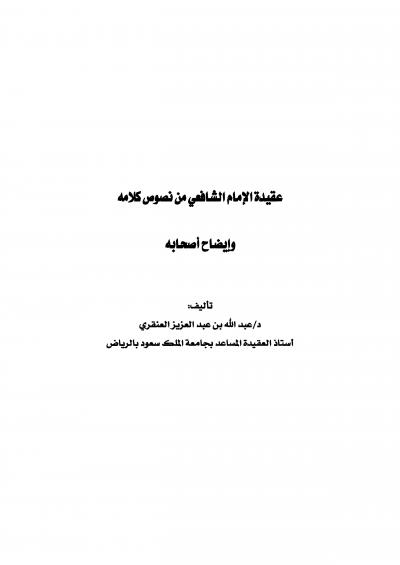 عقيدة الإمام الشافعي من نصوص كلامه
وإيضاح أصحابه
تأليف:
د/عبد الله بن عبد العزيز العنقري
أستاذ العقيدة المساعد بجامعة الملك سعود بالرياض